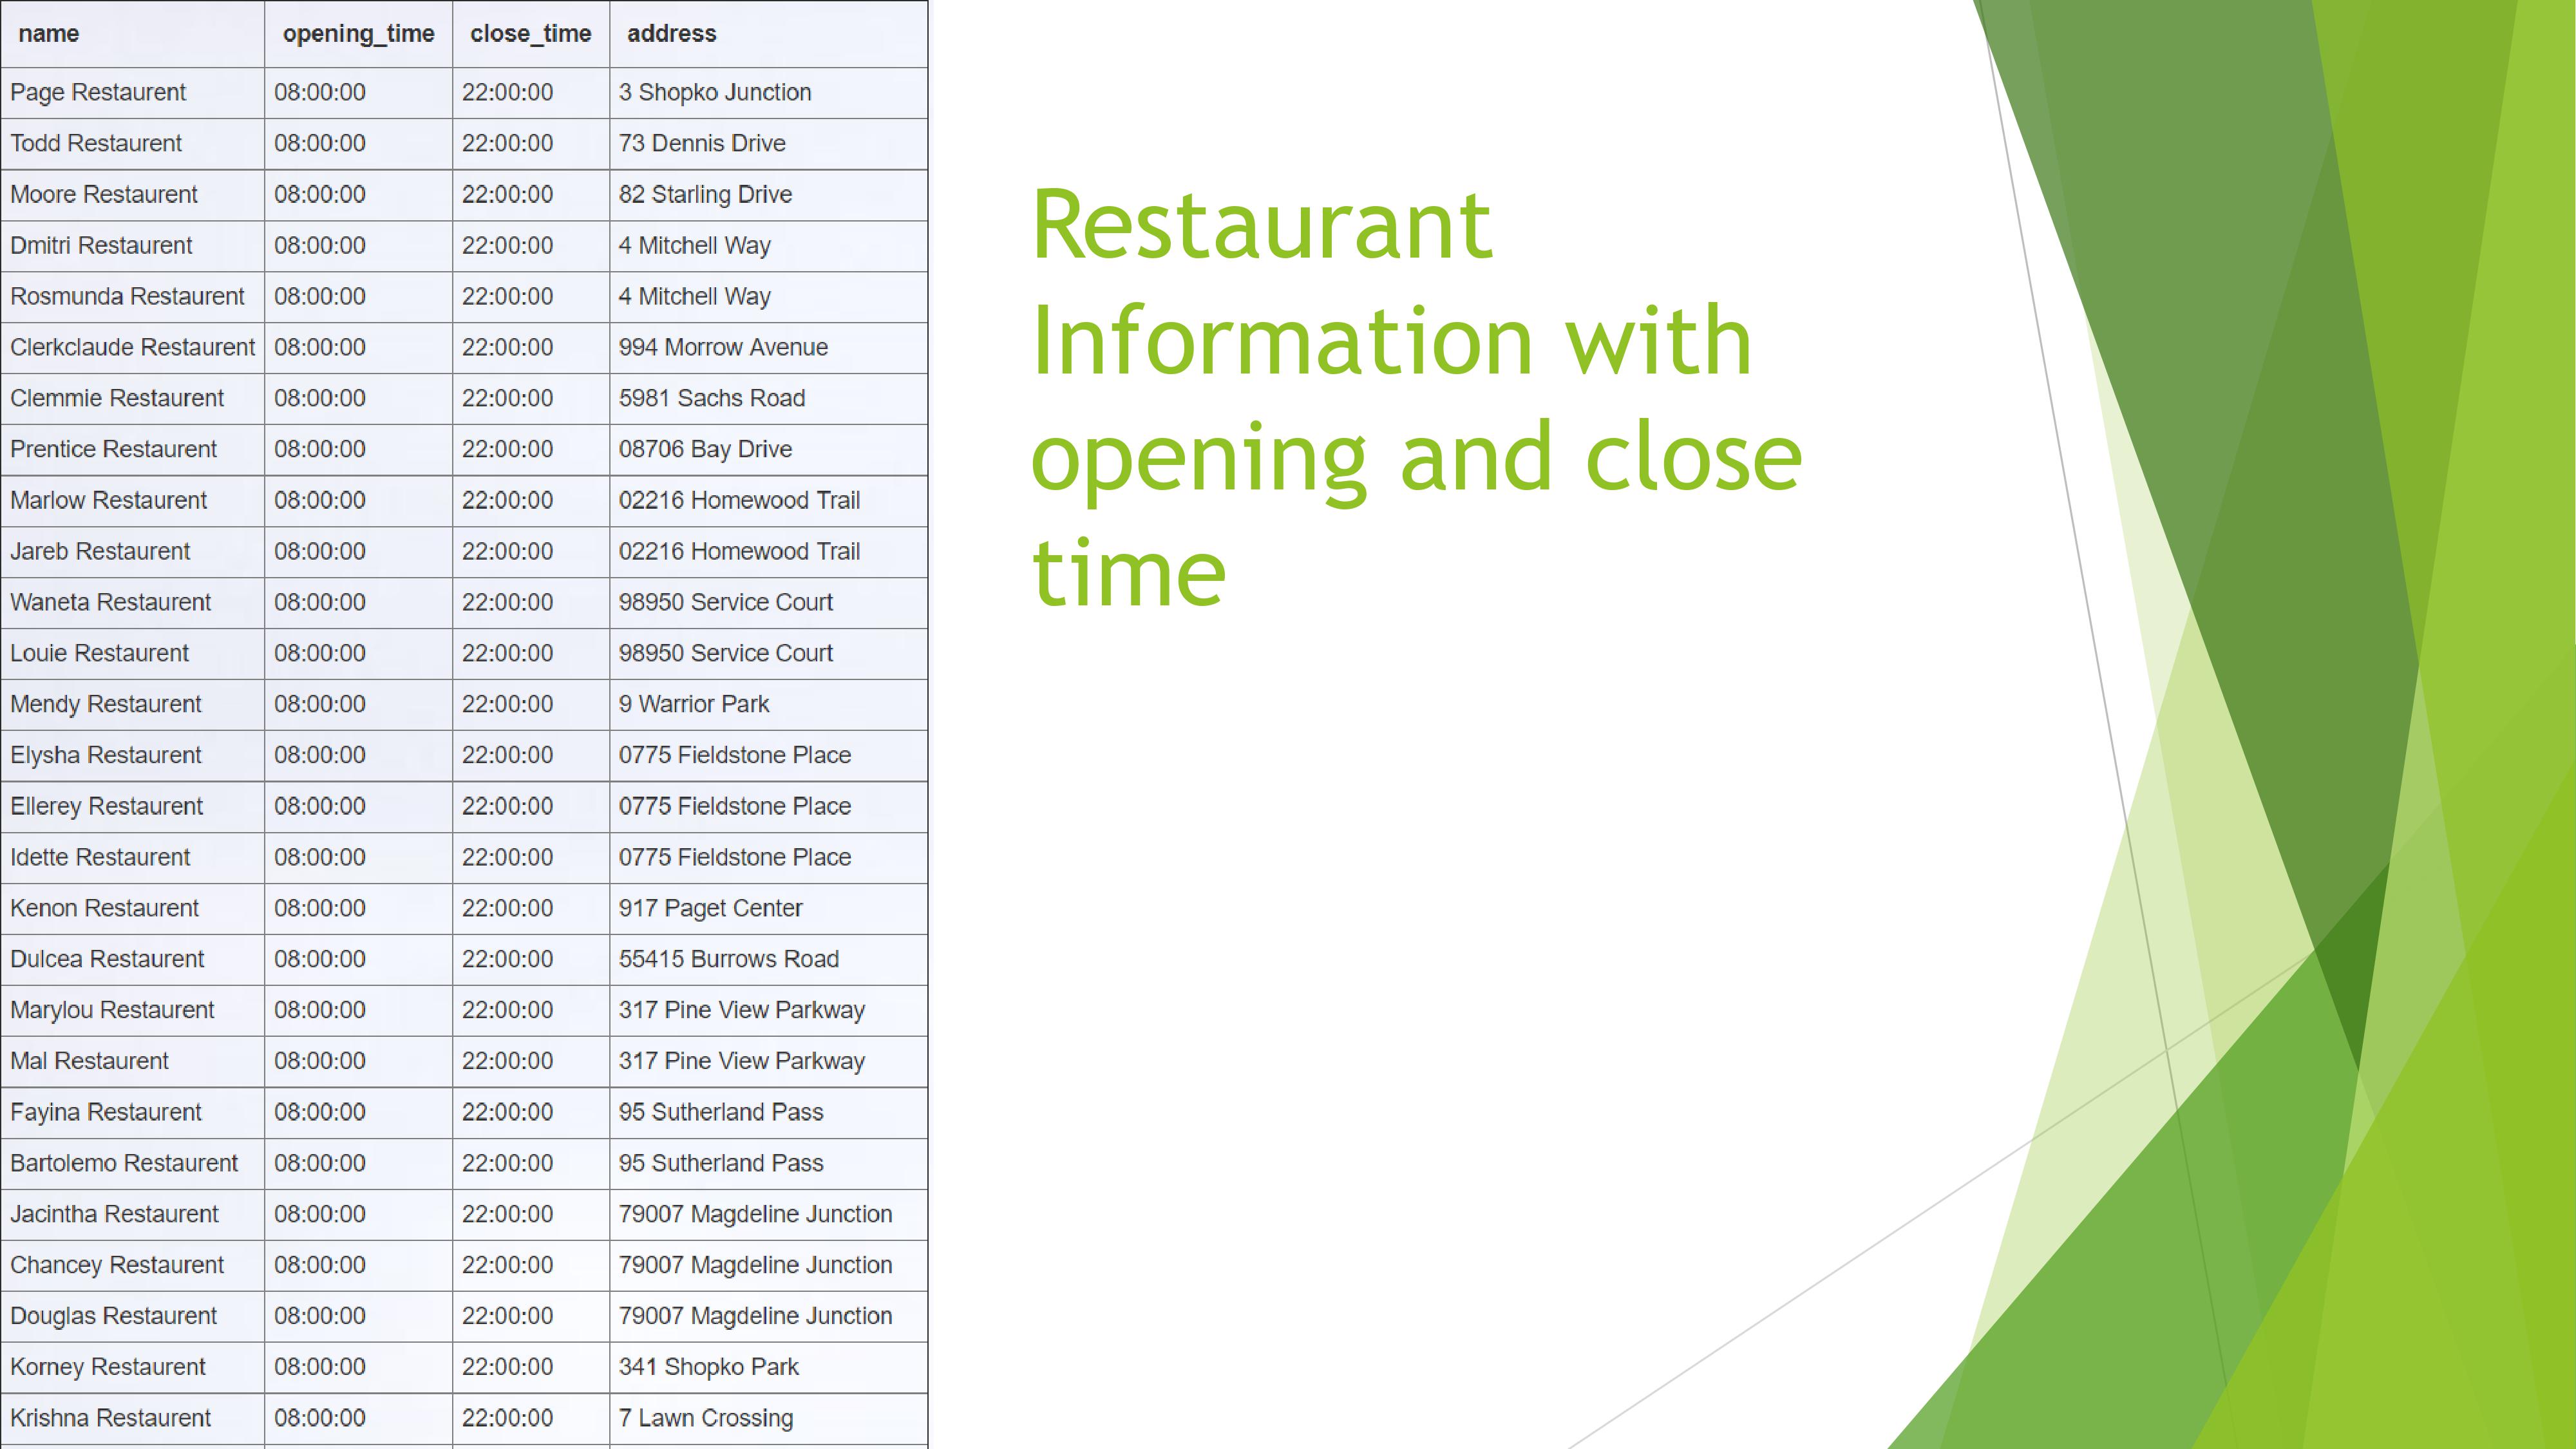 name opening_time close_time address
Page Restaurent 08:00:00 22:00:00 3 Shopko Junction
Todd Restaurent 08:00:00 22:00:00 73 Dennis Drive
Moore Restaurent 08:00:00 22:00:00 82 Starling Drive
Dmitri Restaurent 08:00:00 22:00:00 4 Mitchell Way
Rosmunda Restaurent 08:00:00 22:00:00 4 Mitchell Way
Clerkclaude Restaurent 08:00:00 22:00:00 994 Morrow Avenue
Clemmie Restaurent 08:00:00 22:00:00 5981 Sachs Road
Prentice Restaurent 08:00:00 22:00:00 08706 Bay Drive
Marlow Restaurent 08:00:00 22:00:00 02216 Homewood Trail
Jareb Restaurent 08:00:00 22:00:00 02216 Homewood Trail
Waneta Restaurent 08:00:00 22:00:00 98950 Service Court
Louie Restaurent 08:00:00 22:00:00 98950 Service Court
Mendy Restaurent 08:00:00 22:00:00 9 Warrior Park
Elysha Restaurent 08:00:00 22:00:00 0775 Fieldstone Place
Ellerey Restaurent 08:00:00 22:00:00 0775 Fieldstone Place
Idette Restaurent 08:00:00 22:00:00 0775 Fieldstone Place
Kenon Restaurent 08:00:00 22:00:00 917 Paget Center
Dulcea Restaurent 08:00:00 22:00:00 55415 Burrows Road
Marylou Restaurent 08:00:00 22:00:00 317 Pine View Parkway
Mal Restaurent 08:00:00 22:00:00 317 Pine View Parkway
Fayina Restaurent 08:00:00 22:00:00 95 Sutherland Pass
Bartolemo Restaurent 08:00:00 22:00:00 95 Sutherland Pass
Jacintha Restaurent 08:00:00 22:00:00 79007 Magdeline Junction
Chancey Restaurent 08:00:00 22:00:00 79007 Magdeline Junction
Douglas Restaurent 08:00:00 22:00:00 79007 Magdeline Junction
Korney Restaurent 08:00:00 22:00:00 341 Shopko Park
Krishna Restaurent 08:00:00 22:00:00 7 Lawn Crossing
Restaurant
Information with
opening and close
time